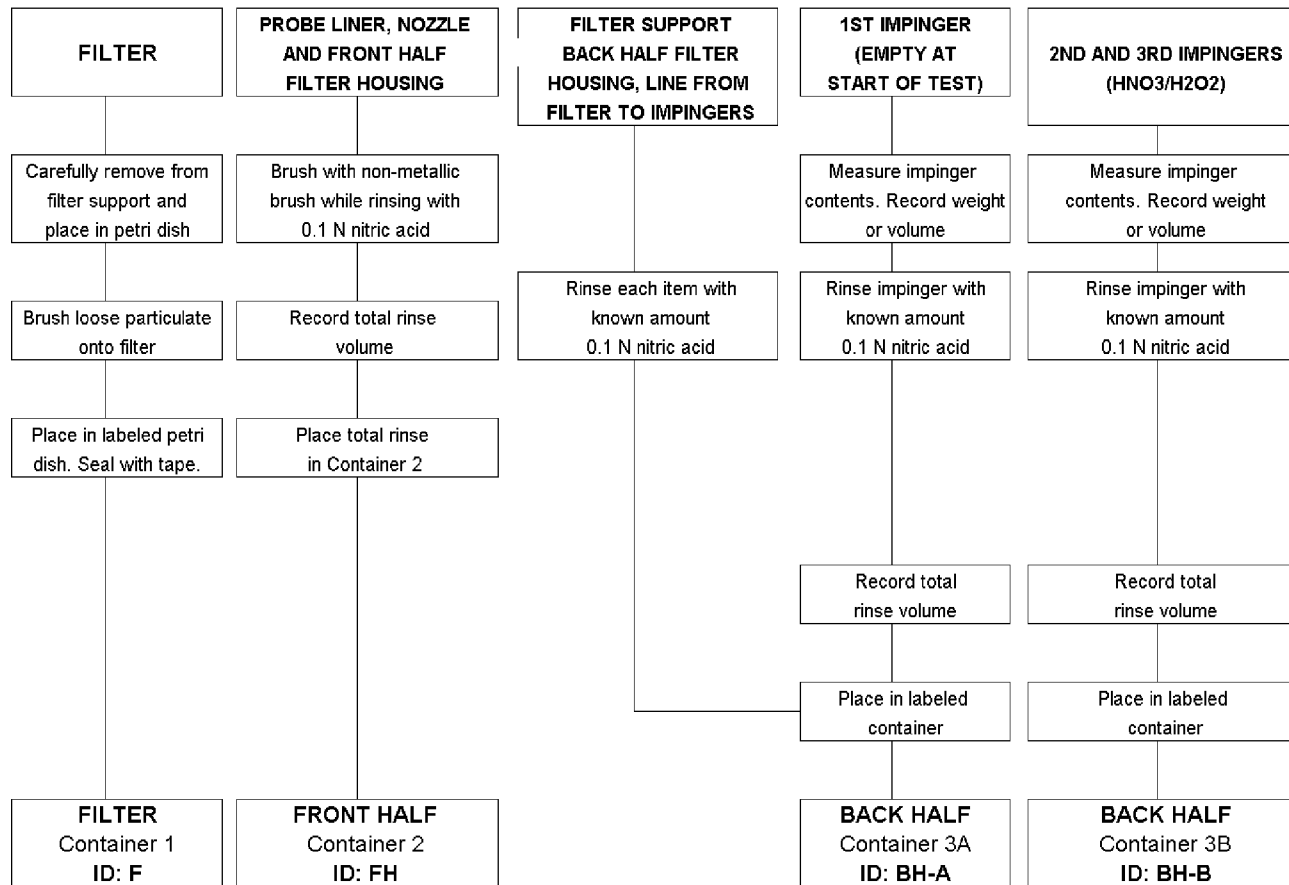 FILTER
PROBE LINER, NOZZLE
AND FRONT HALF
FILTER HOUSING
FILTER SUPPORT
BACK HALF FILTER
HOUSING, LINE FROM
FILTER TO IMPINGERS
1ST IMPINGER
(EMPTY AT
START OF TEST)
2ND AND 3RD IMPINGERS
(HNO3/H2O2)
Carefully remove from
filter support and
place in petri dish
Brush with non-metallic
brush while rinsing with
0.1 N nitric acid
Measure impinger
contents. Record weight
or volume
Measure impinger
contents. Record weight
or volume
Brush loose particulate
onto filter
Record total rinse
volume
Rinse each item with
known amount
0.1 N nitric acid
Rinse impinger with
known amount
0.1 N nitric acid
Rinse impinger with
known amount
0.1 N nitric acid
Place in labeled petri
dish. Seal with tape.
Place total rinse
in Container 2
Record total
rinse volume
Record total
rinse volume
Place in labeled
container
Place in labeled
container
FILTER
Container 1
ID: F
FRONT HALF
Container 2
ID: FH
BACK HALF
Container 3A
ID: BH-A
BACK HALF
Container 3B
ID: BH-B